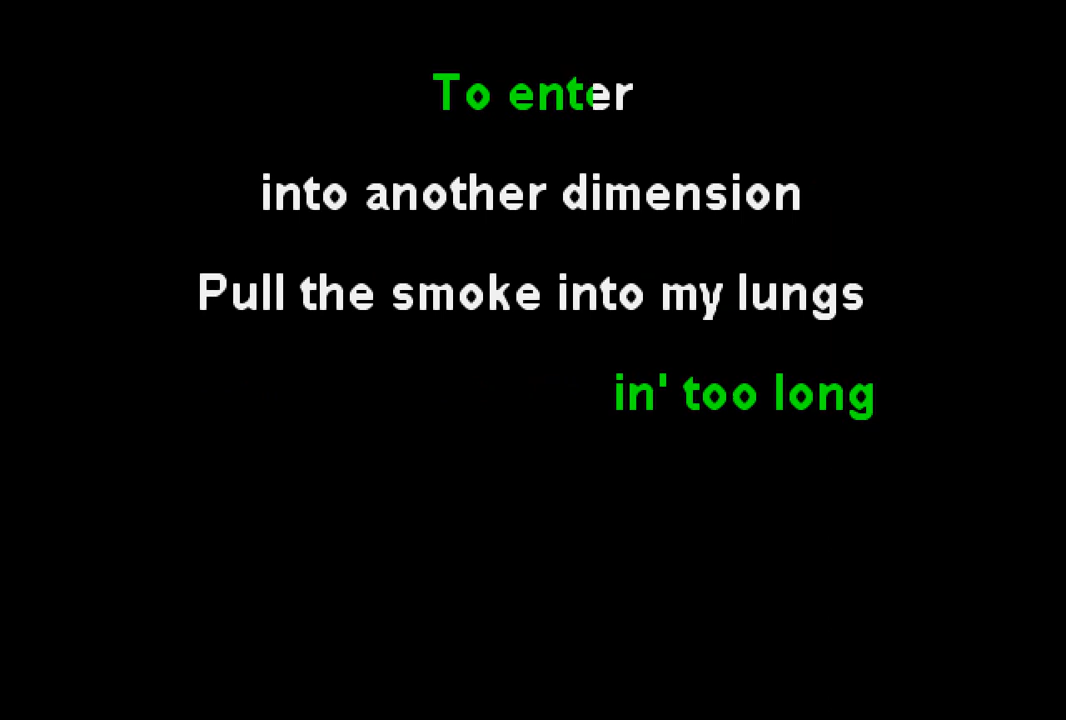 To enter
into another dimension
Pull the smoke into my lungs
in' too long